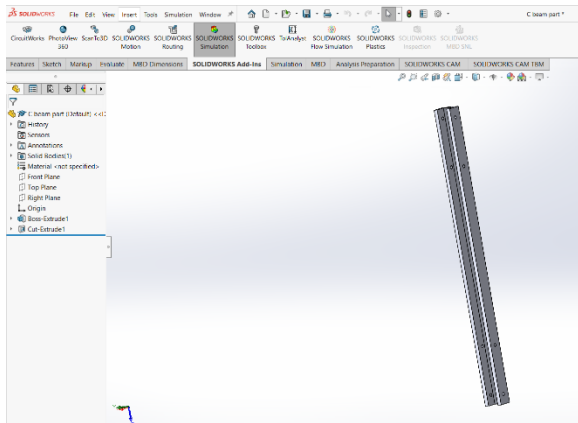 SOLIDWORKS File Edit View Insert Tools Simulation Window C beam part *
CircuitWorks PhotoView 360 ScanTo3D SOLIDWORKS Motion SOLIDWORKS Routing SOLIDWORKS Simulation SOLIDWORKS Toolbox TolAnalyst SOLIDWORKS Flow Simulation SOLIDWORKS Plastics SOLIDWORKS Inspection SOLIDWORKS MBD SNL
Features Sketch Markup Evaluate MBD Dimensions SOLIDWORKS Add-Ins Simulation MBD Analysis Preparation SOLIDWORKS CAM SOLIDWORKS CAM TBM
C beam part (Default) <<D
History
Sensors
Annotations
Solid Bodies(1)
Material <not specified>
Front Plane
Top Plane
Right Plane
Origin
Boss-Extrude1
Cut-Extrude1